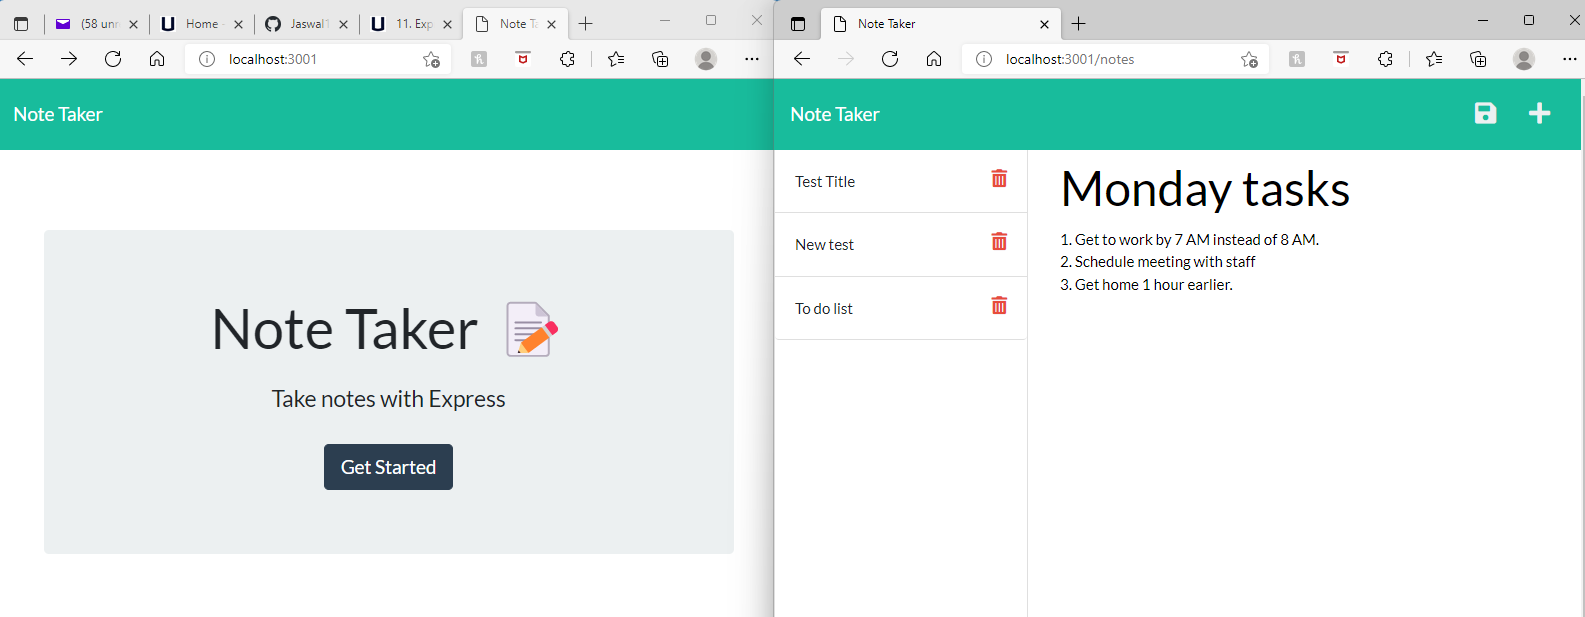 (58 unr
Home -
Jaswal1
11. Exp
Note Ta
localhost:3001
Note Taker
Note Taker
Take notes with Express
Get Started
Note Taker
localhost:3001/notes
Note Taker
Test Title
New test
To do list
Monday tasks
1. Get to work by 7 AM instead of 8 AM.
2. Schedule meeting with staff
3. Get home 1 hour earlier.